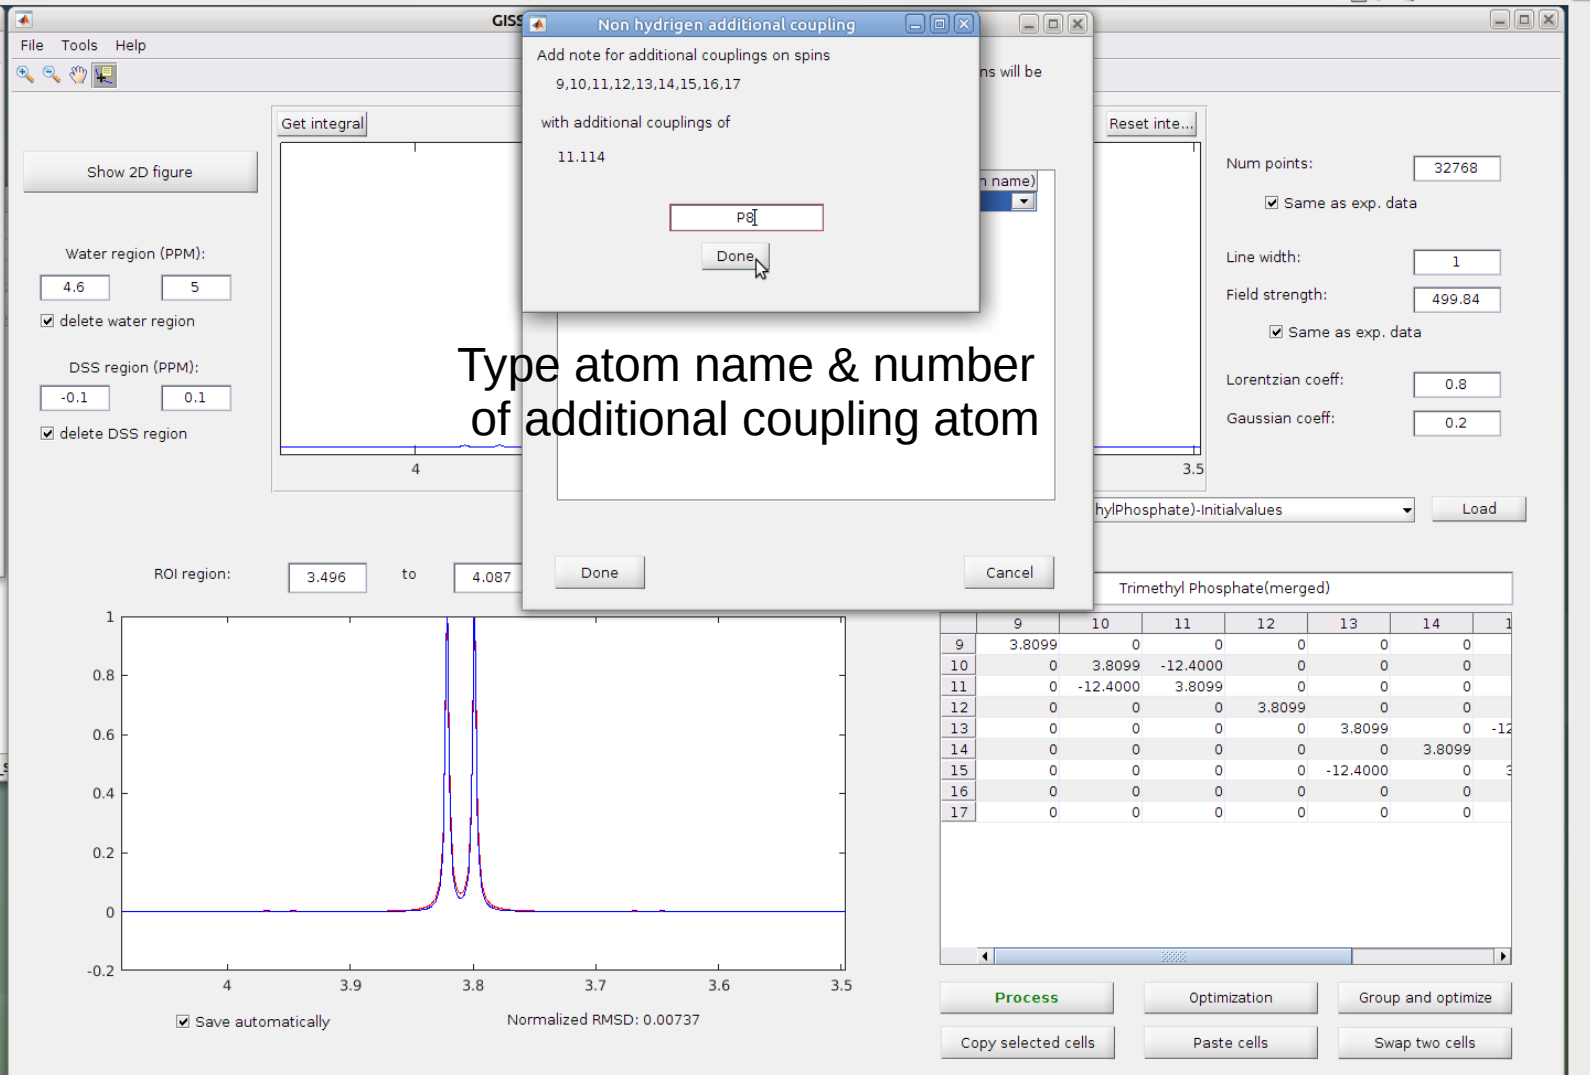 GISS
Non hydrigen additional coupling
File Tools Help
Add note for additional couplings on spins
9,10,11,12,13,14,15,16,17
ns will be
with additional couplings of
11.114
Get integral
Reset inte...
Show 2D figure
n name)
P8
Done
Num points:
32768
Same as exp. data
Water region (PPM):
4.6 5
delete water region
Line width:
1
Field strength:
499.84
Same as exp. data
DSS region (PPM):
-0.1 0.1
delete DSS region
Type atom name & number
of additional coupling atom
Lorentzian coeff:
0.8
Gaussian coeff:
0.2
4 3.5
hylPhosphate)-Initialvalues
Load
ROI region:
3.496 to 4.087
Done
Cancel
Trimethyl Phosphate(merged)
9 10 11 12 13 14 1
9 3.8099 0 0 0 0 0
10 0 3.8099 -12.4000 0 0 0
11 0 -12.4000 3.8099 0 0 0
12 0 0 0 3.8099 0 0
13 0 0 0 0 3.8099 0 -12
14 0 0 0 0 0 3.8099
15 0 0 0 0 -12.4000 0 3
16 0 0 0 0 0 0
17 0 0 0 0 0 0
1
0.8
0.6
0.4
0.2
0
-0.2
4 3.9 3.8 3.7 3.6 3.5
Save automatically
Normalized RMSD: 0.00737
Process
Optimization
Group and optimize
Copy selected cells
Paste cells
Swap two cells